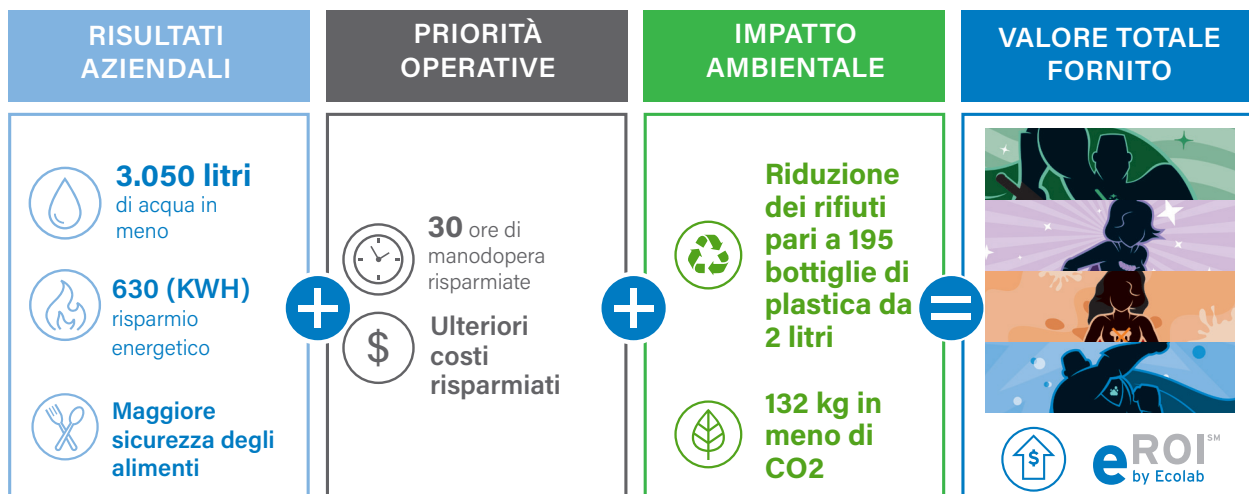 RISULTATI
AZIENDALI
3.050 litri
di acqua in
meno
630 (KWH)
risparmio
energetico
Maggiore
sicurezza degli
alimenti
PRIORITÀ
OPERATIVE
30 ore di
manodopera
risparmiate
$
Ulteriori
costi
risparmiati
IMPATTO
AMBIENTALE
Riduzione
dei rifiuti
pari a 195
bottiglie di
plastica da
2 litri
132 kg in
meno di
CO2
VALORE TOTALE
FORNITO
$
eROI SM
by Ecolab